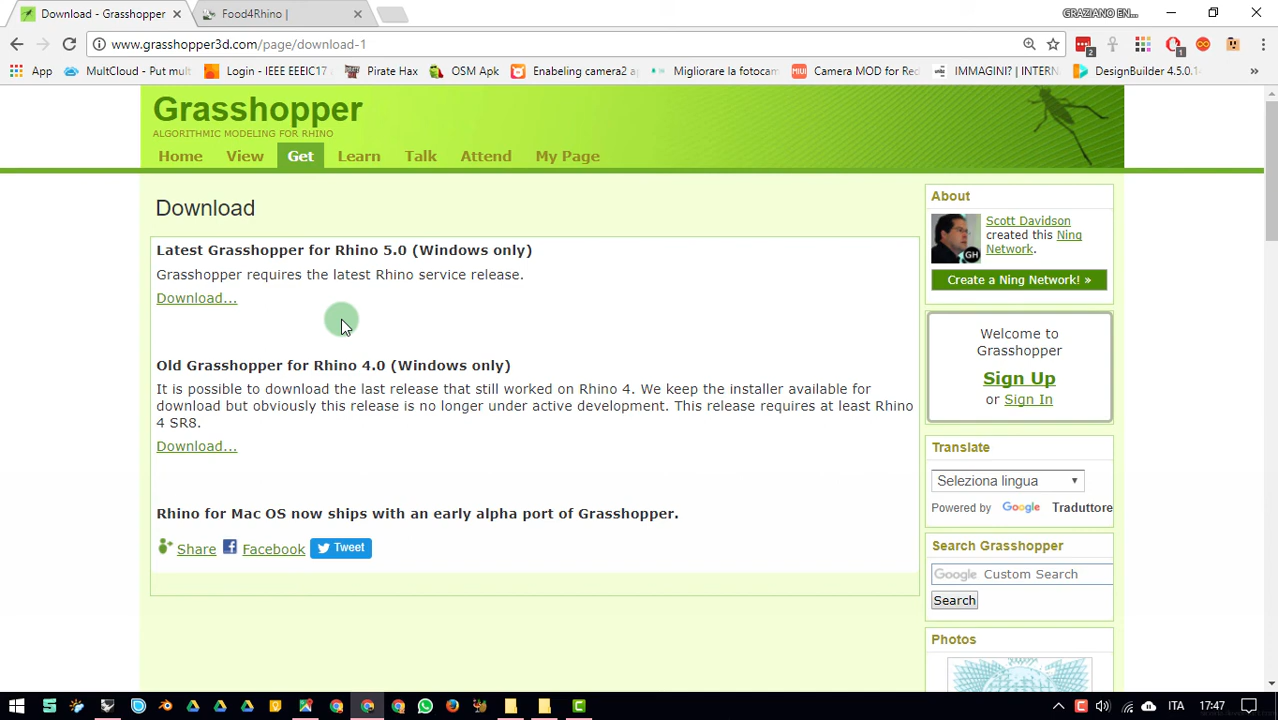 Download - Grasshopper
Food4Rhino |
GRAZIANO EN...
www.grasshopper3d.com/page/download-1
2
1
App
MultCloud - Put mult
Login - IEEE EEEIC17
Pirate Hax
OSM Apk
Enabeling camera2 a
Migliorare la fotocam
Camera MOD for Red
IMMAGINI? | INTERN
DesignBuilder 4.5.0.1
»
Grasshopper
ALGORITHMIC MODELING FOR RHINO
Home
View
Get
Learn
Talk
Attend
My Page
Download
Latest Grasshopper for Rhino 5.0 (Windows only)
Grasshopper requires the latest Rhino service release.
Download...
Old Grasshopper for Rhino 4.0 (Windows only)
It is possible to download the last release that still worked on Rhino 4. We keep the installer available for
download but obviously this release is no longer under active development. This release requires at least Rhino
4 SR8.
Download...
Rhino for Mac OS now ships with an early alpha port of Grasshopper.
Share
Facebook
Tweet
About
GH
Scott Davidson
created this Ning
Network.
Create a Ning Network! »
Welcome to
Grasshopper
Sign Up
or Sign In
Translate
Seleziona lingua
Powered by Google Traduttore
Search Grasshopper
Google Custom Search
Search
Photos
ITA
17:47